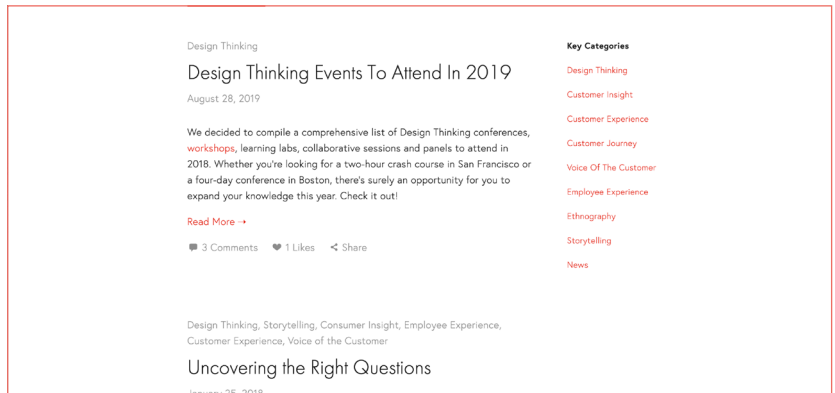 Design Thinking
Design Thinking Events To Attend In 2019
August 28, 2019
We decided to compile a comprehensive list of Design Thinking conferences,
workshops, learning labs, collaborative sessions and panels to attend in
2018. Whether you're looking for a two-hour crash course in San Francisco or
a four-day conference in Boston, there's surely an opportunity for you to
expand your knowledge this year. Check it out!
Read More →
3 Comments 1 Likes Share
Design Thinking, Storytelling, Consumer Insight, Employee Experience,
Customer Experience, Voice of the Customer
Uncovering the Right Questions
January 25, 2018
Key Categories
Design Thinking
Customer Insight
Customer Experience
Customer Journey
Voice Of The Customer
Employee Experience
Ethnography
Storytelling
News